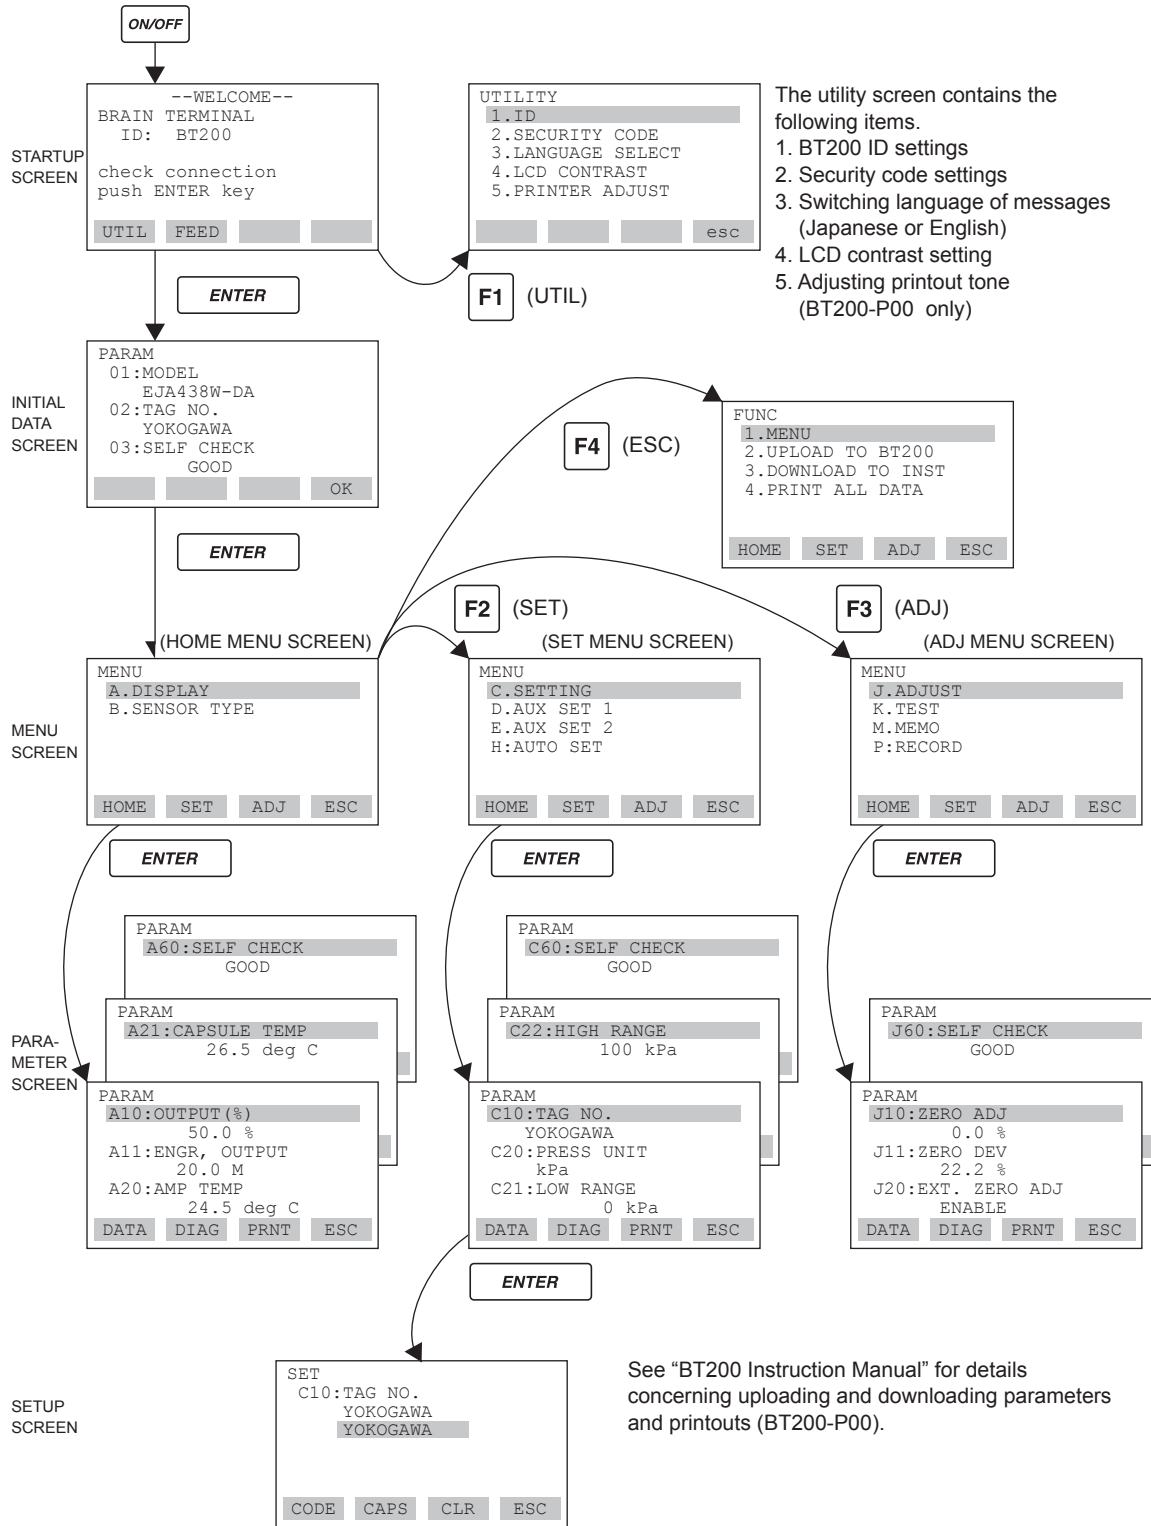 ON/OFF
STARTUP
SCREEN
--WELCOME--
BRAIN TERMINAL
ID: BT200
check connection
push ENTER key
UTIL FEED
UTILITY
1.ID
2.SECURITY CODE
3.LANGUAGE SELECT
4.LCD CONTRAST
5.PRINTER ADJUST
esc
The utility screen contains the
following items.
1. BT200 ID settings
2. Security code settings
3. Switching language of messages
(Japanese or English)
4. LCD contrast setting
5. Adjusting printout tone
(BT200-P00 only)
ENTER
F1 (UTIL)
INITIAL
DATA
SCREEN
PARAM
01:MODEL
EJA438W-DA
02:TAG NO.
YOKOGAWA
03:SELF CHECK
GOOD
OK
F4 (ESC)
FUNC
1.MENU
2.UPLOAD TO BT200
3.DOWNLOAD TO INST
4.PRINT ALL DATA
HOME SET ADJ ESC
ENTER
F2 (SET)
F3 (ADJ)
(HOME MENU SCREEN)
(SET MENU SCREEN)
(ADJ MENU SCREEN)
MENU
SCREEN
MENU
A.DISPLAY
B.SENSOR TYPE
HOME SET ADJ ESC
MENU
C.SETTING
D.AUX SET 1
E.AUX SET 2
H:AUTO SET
HOME SET ADJ ESC
MENU
J.ADJUST
K.TEST
M.MEMO
P:RECORD
HOME SET ADJ ESC
ENTER
ENTER
ENTER
PARA-
METER
SCREEN
PARAM
A60:SELF CHECK
GOOD
PARAM
A21:CAPSULE TEMP
26.5 deg C
PARAM
A10:OUTPUT(%)
50.0 %
A11:ENGR, OUTPUT
20.0 M
A20:AMP TEMP
24.5 deg C
DATA DIAG PRNT ESC
PARAM
C60:SELF CHECK
GOOD
PARAM
C22:HIGH RANGE
100 kPa
PARAM
C10:TAG NO.
YOKOGAWA
C20:PRESS UNIT
kPa
C21:LOW RANGE
0 kPa
DATA DIAG PRNT ESC
PARAM
J60:SELF CHECK
GOOD
PARAM
J10:ZERO ADJ
0.0 %
J11:ZERO DEV
22.2 %
J20:EXT. ZERO ADJ
ENABLE
DATA DIAG PRNT ESC
ENTER
SETUP
SCREEN
SET
C10:TAG NO.
YOKOGAWA
YOKOGAWA
CODE CAPS CLR ESC
See “BT200 Instruction Manual” for details
concerning uploading and downloading parameters
and printouts (BT200-P00).